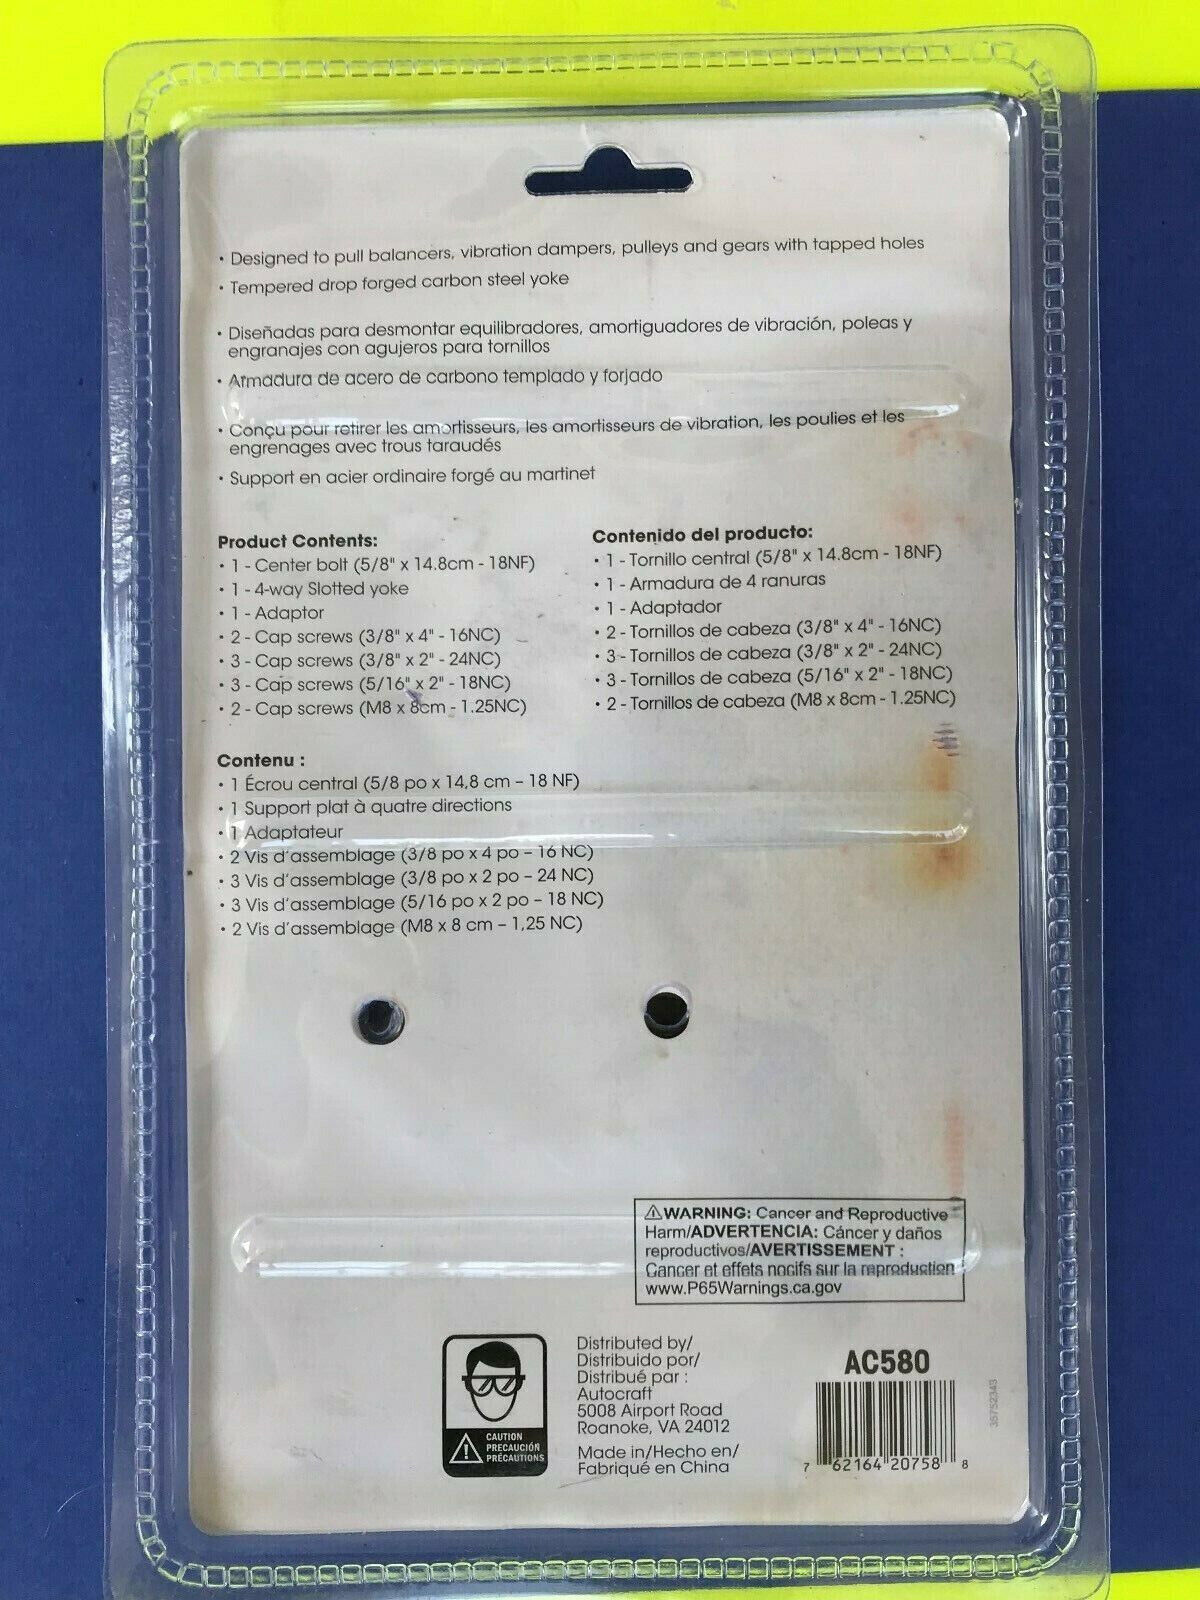 • Designed to pull balancers, vibration dampers, pulleys and gears with tapped holes
• Tempered drop forged carbon steel yoke
• Diseñadas para desmontar equilibradores, amortiguadores de vibración, poleas y
engranajes con agujeros para tornillos
• Armadura de acero de carbono templado y forjado
• Conçu pour retirer les amortisseurs, les amortisseurs de vibration, les poulies et les
engrenages avec trous taraudés
• Support en acier ordinaire forgé au martinet
Product Contents:
• 1 - Center bolt (5/8" x 14.8cm - 18NF)
• 1 - 4-way Slotted yoke
• 1 - Adaptor
• 2 - Cap screws (3/8" x 4" - 16NC)
• 3 - Cap screws (3/8" x 2" - 24NC)
• 3 - Cap screws (5/16" x 2" - 18NC)
• 2 - Cap screws (M8 x 8cm - 1.25NC)
Contenido del producto:
• 1 - Tornillo central (5/8" x 14.8cm - 18NF)
• 1 - Armadura de 4 ranuras
• 1 - Adaptador
• 2 - Tornillos de cabeza (3/8" x 4" - 16NC)
• 3 - Tornillos de cabeza (3/8" x 2" - 24NC)
• 3 - Tornillos de cabeza (5/16" x 2" - 18NC)
• 2 - Tornillos de cabeza (M8 x 8cm - 1.25NC)
Contenu :
• 1 Écrou central (5/8 po x 14,8 cm – 18 NF)
• 1 Support plat à quatre directions
• 1 Adaptateur
• 2 Vis d'assemblage (3/8 po x 4 po – 16 NC)
• 3 Vis d'assemblage (3/8 po x 2 po – 24 NC)
• 3 Vis d'assemblage (5/16 po x 2 po – 18 NC)
• 2 Vis d'assemblage (M8 x 8 cm – 1,25 NC)
⚠WARNING: Cancer and Reproductive
Harm/ADVERTENCIA: Cáncer y daños
reproductivos/AVERTISSEMENT :
Cancer et effets nocifs sur la reproduction
www.P65Warnings.ca.gov
CAUTION
PRECAUCIÓN
PRÉCAUTIONS
Distributed by/
Distribuido por/
Distribué par :
Autocraft
5008 Airport Road
Roanoke, VA 24012
Made in/Hecho en/
Fabriqué en China
AC580
7 62164 20758 8
35752343